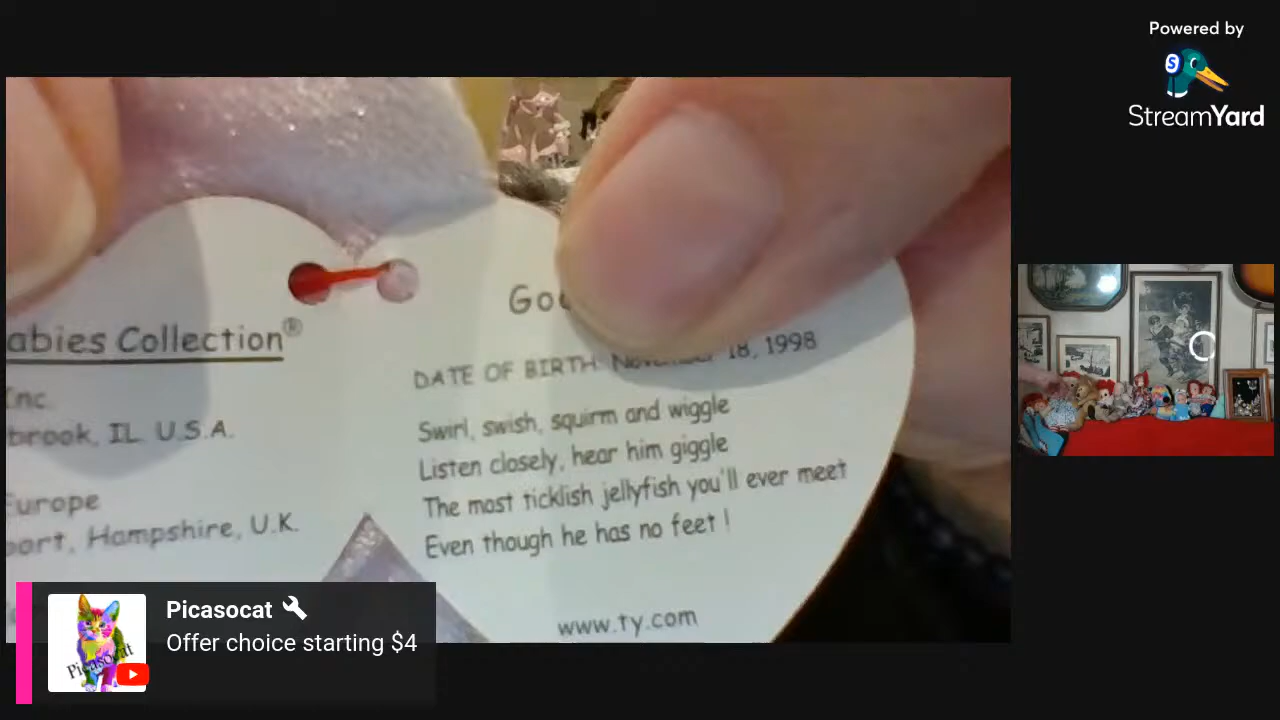 Powered by
StreamYard
abies Collection®
Inc.
brook, IL U.S.A.
Europe
port, Hampshire, U.K.
DATE OF BIRTH: November 18, 1998
Swirl, swish, squirm and wiggle
Listen closely, hear him giggle
The most ticklish jellyfish you'll ever meet
Even though he has no feet !
www.ty.com
Picasocat
Picasocat
Offer choice starting $4